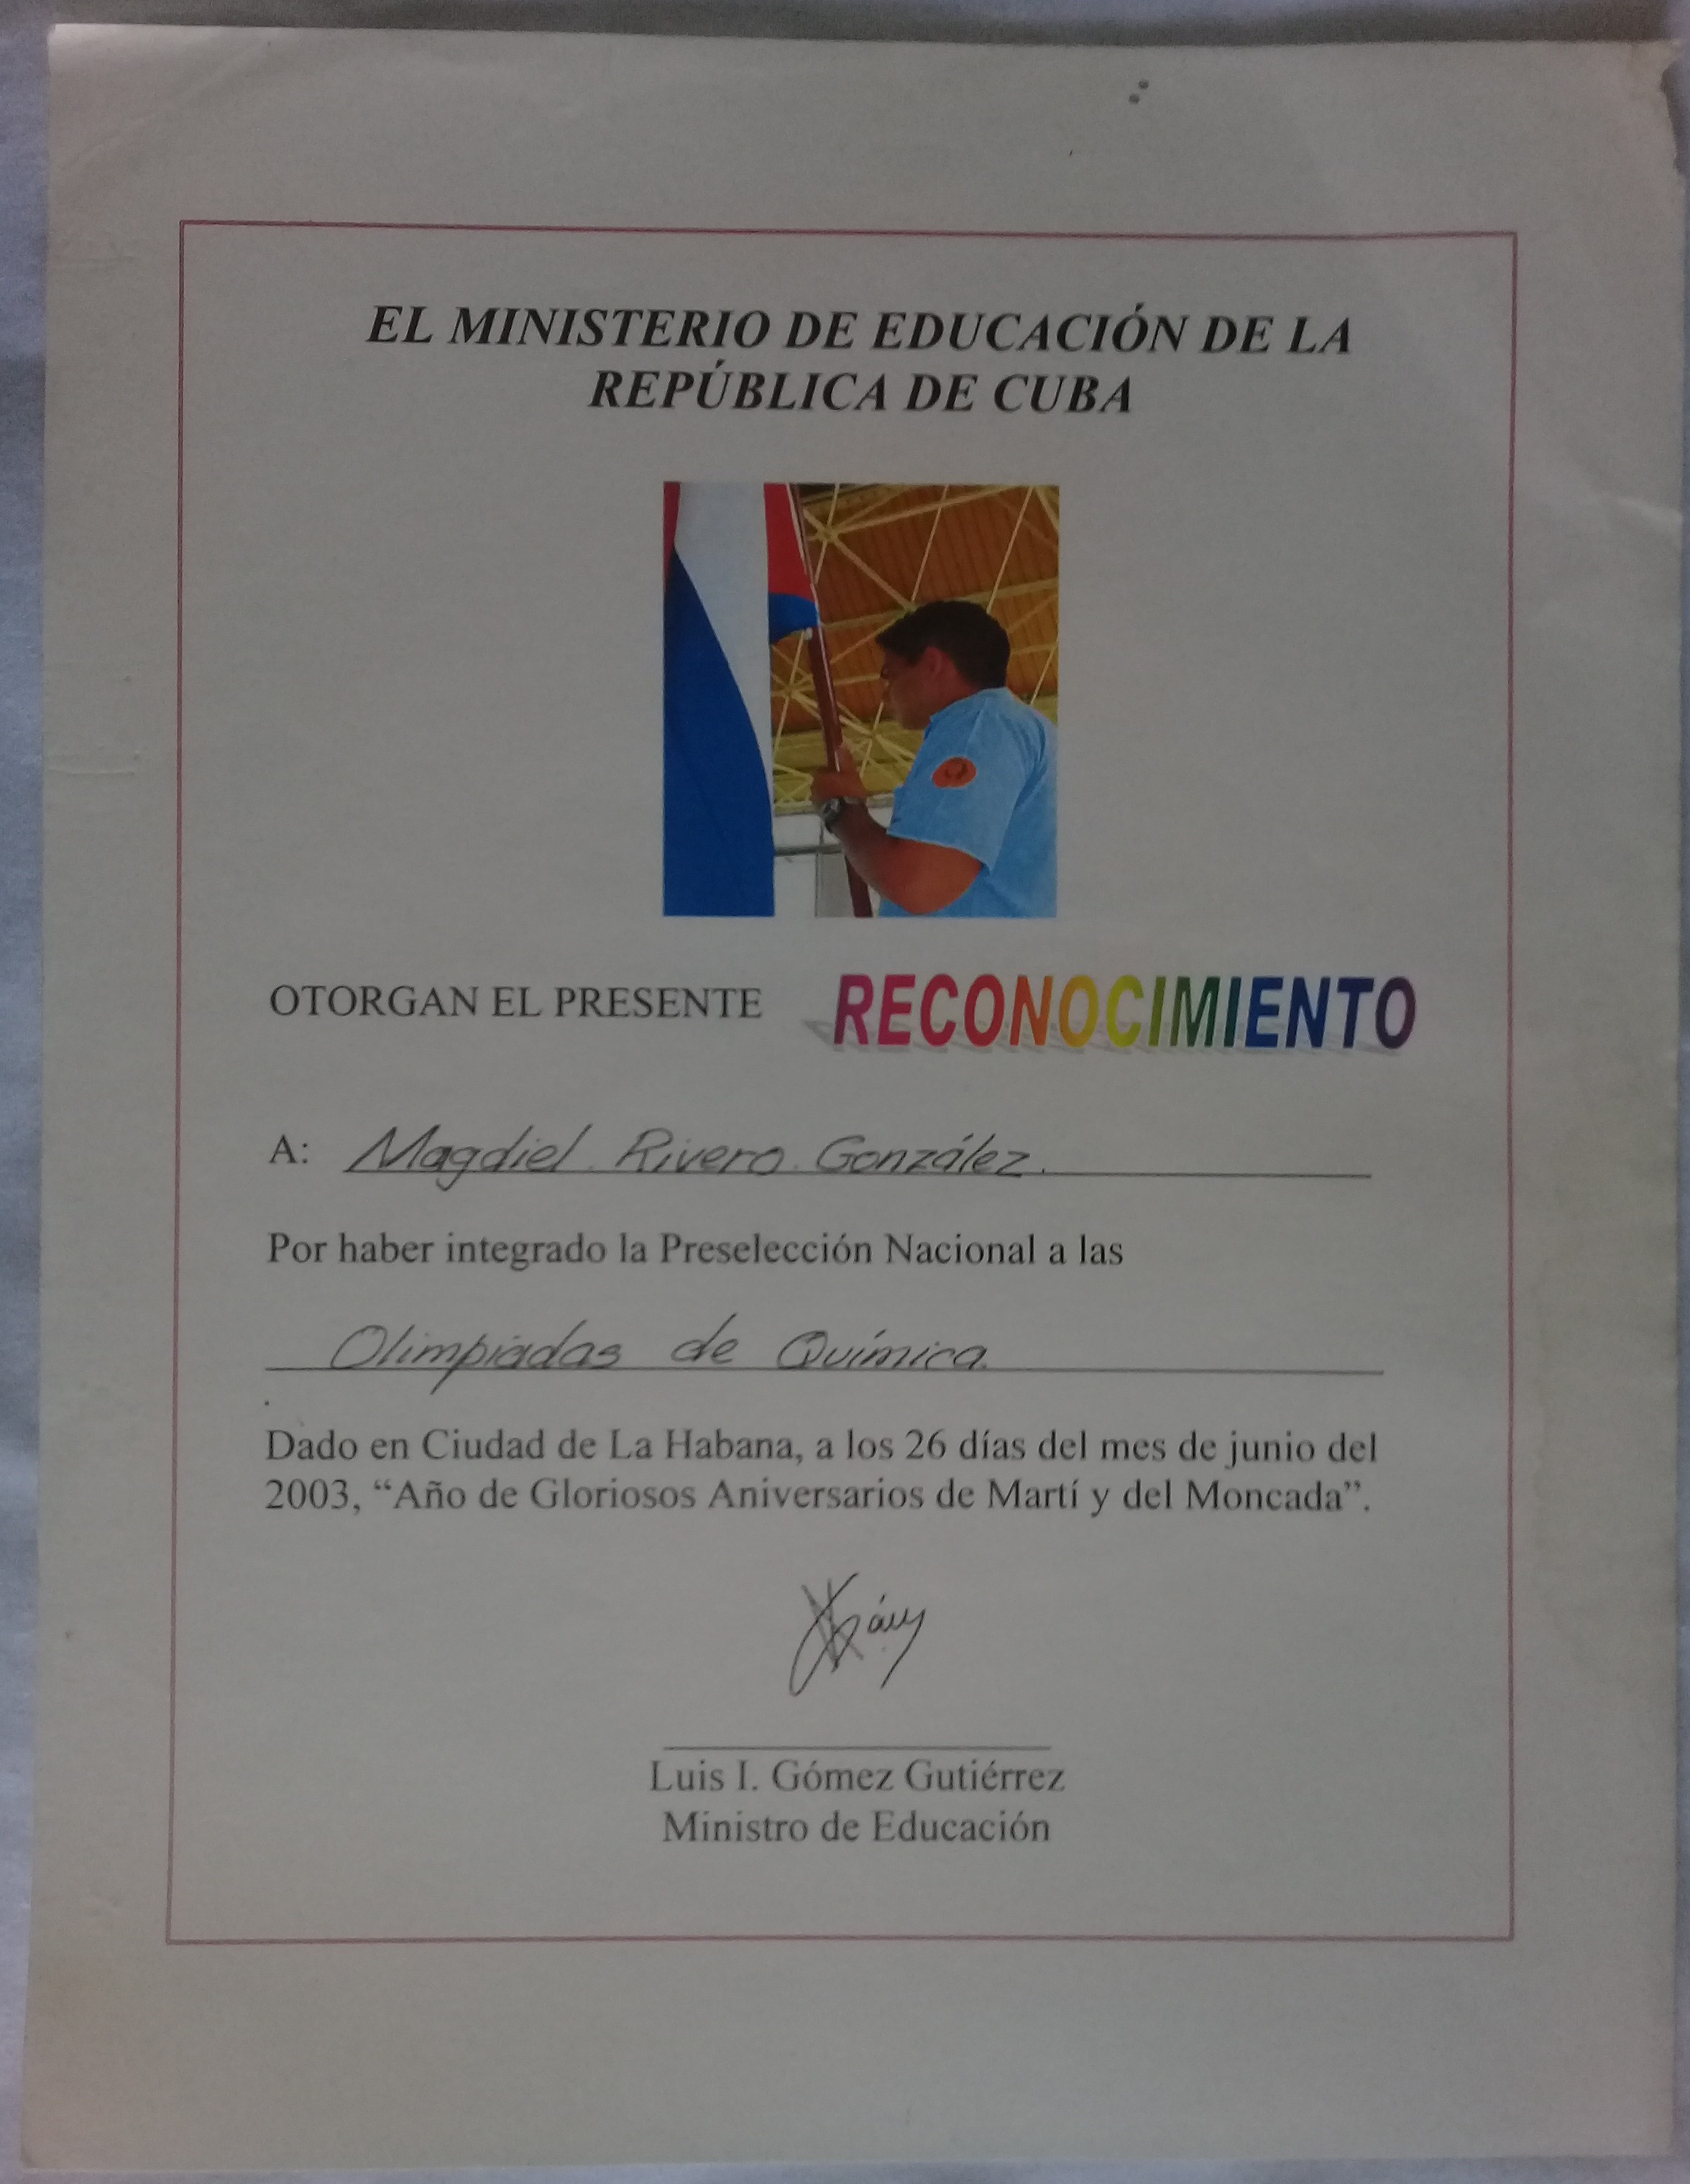 EL MINISTERIO DE EDUCACIÓN DE LA
REPÚBLICA DE CUBA
OTORGAN EL PRESENTE RECONOCIMIENTO
A: Magdiel Rivero González.
Por haber integrado la Preselección Nacional a las
Olimpiadas de Química.
Dado en Ciudad de La Habana, a los 26 días del mes de junio del
2003, “Año de Gloriosos Aniversarios de Martí y del Moncada”.
Luis I. Gómez Gutiérrez
Ministro de Educación